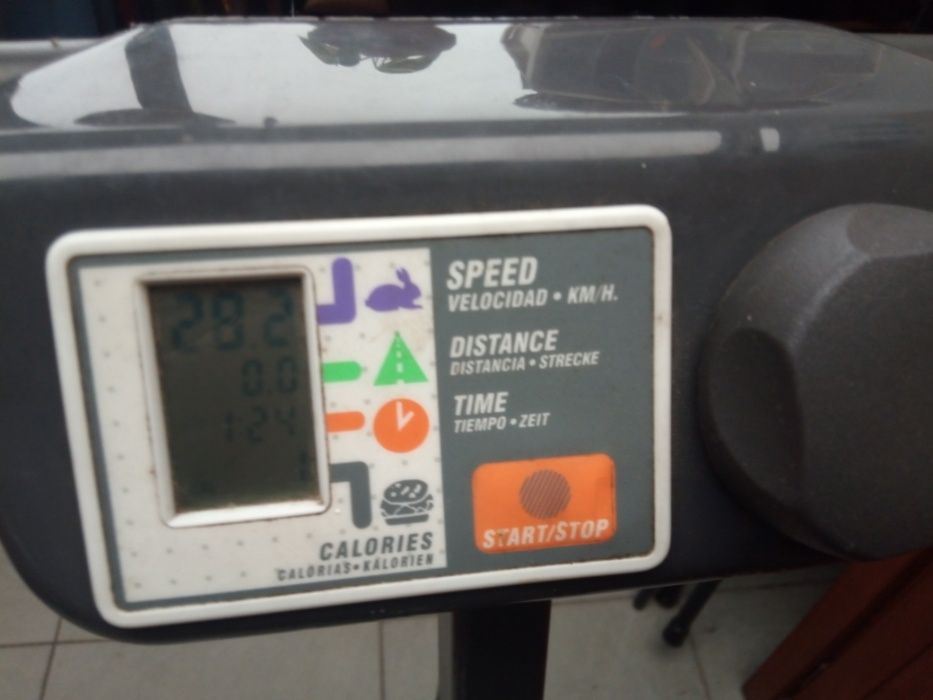 28.2
0.0
1:24
1
SPEED
VELOCIDAD • KM/H.
DISTANCE
DISTANCIA • STRECKE
TIME
TIEMPO • ZEIT
START/STOP
CALORIES
CALORIAS • KALORIEN